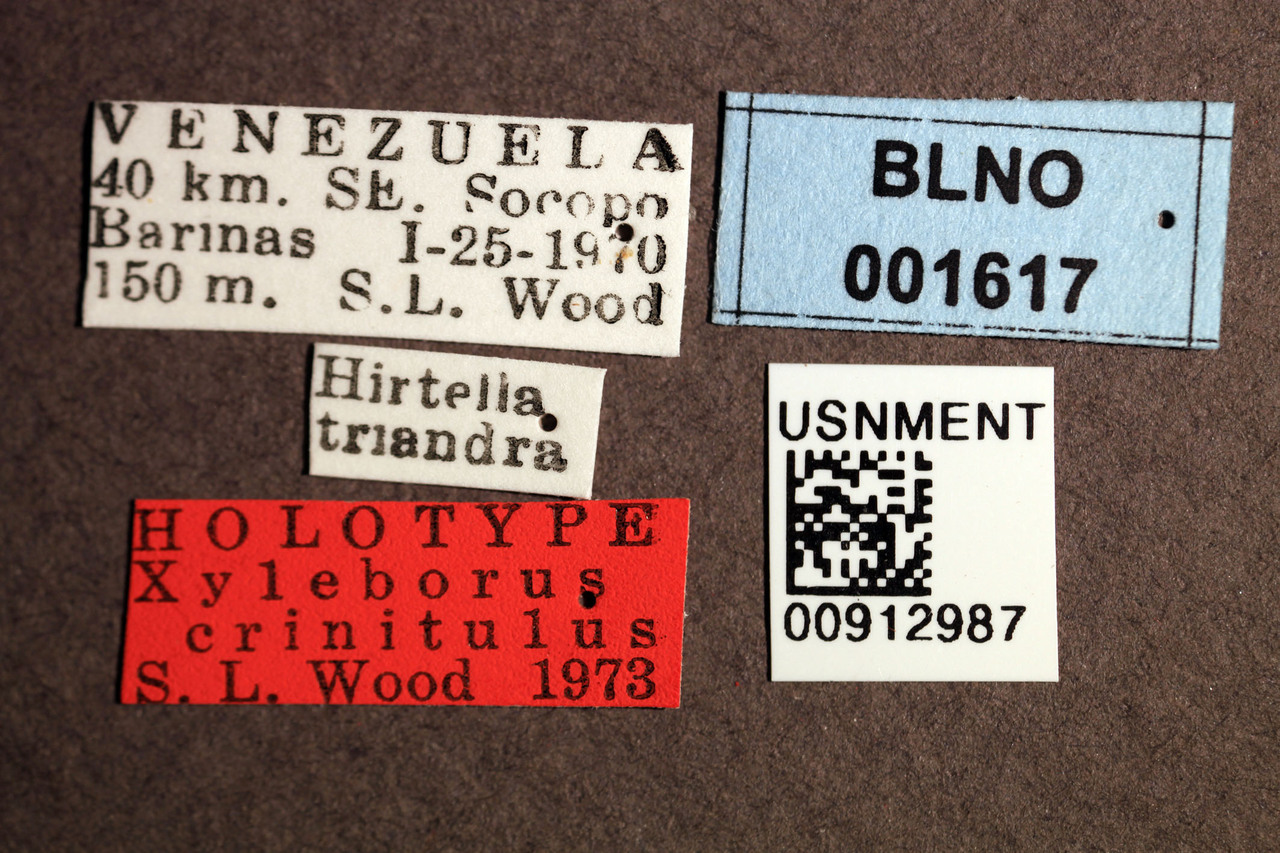 VENEZUELA
40 km. SE. Socopo
Barinas I-25-1970
150 m. S.L. Wood
Hirtella
triandra
HOLOTYPE
Xyleborus
crinitulus
S. L. Wood 1973
BLNO
001617
USNMENT
00912987